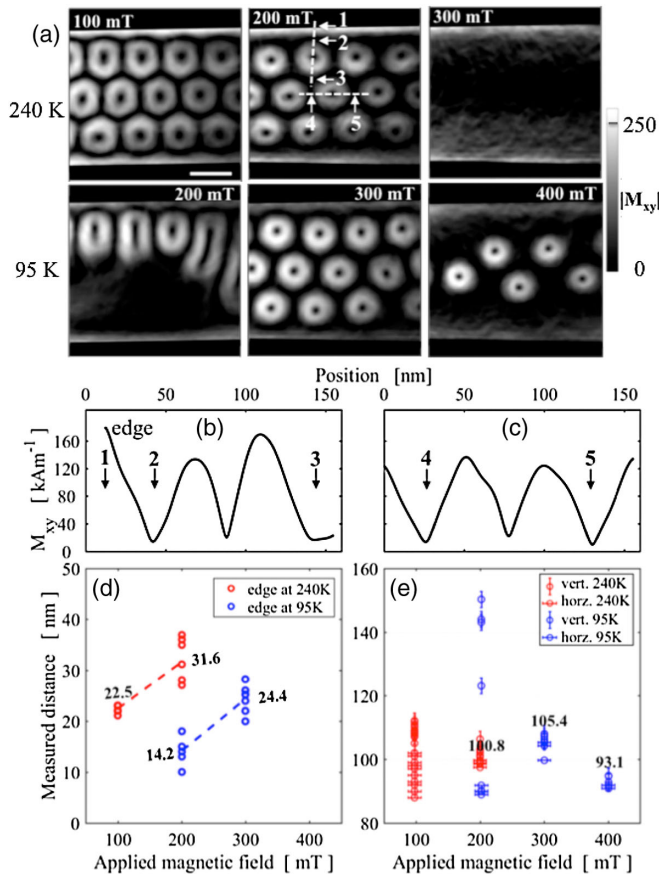 (a)
100 mT
200 mT
300 mT
1
2
3
4
5
240 K
250
|Mxy|
0
200 mT
300 mT
400 mT
95 K
Position [nm]
0 50 100 150
0 50 100 150
(b)
(c)
edge
1 2 3
4 5
Mxy [ kAm-1 ]
160
120
80
40
0
(d)
(e)
edge at 240K
edge at 95K
22.5
31.6
14.2
24.4
Measured distance [ nm ]
50
40
30
20
10
0
100 200 300 400
Applied magnetic field [ mT ]
vert. 240K
horz. 240K
vert. 95K
horz. 95K
100.8
105.4
93.1
160
140
120
100
80
100 200 300 400
Applied magnetic field [ mT ]